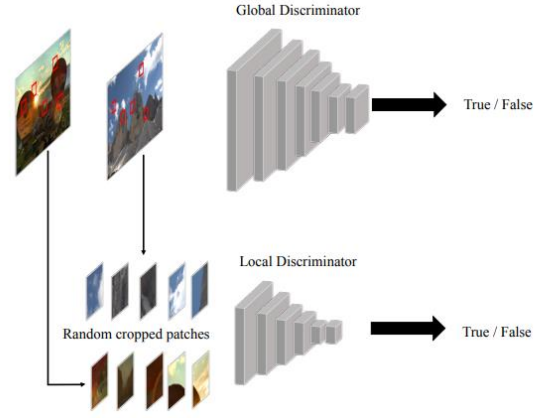 Global Discriminator
True / False
Local Discriminator
Random cropped patches
True / False